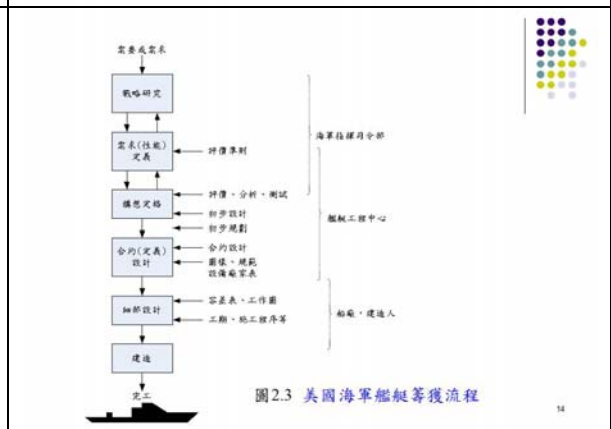 需要或需求
戰略研究
需求(性能)
定義
評價準則
海軍指揮司令部
構想定格
評價、分析、測試
初步設計
初步規劃
艦艇工程中心
合約(定義)
設計
合約設計
圖樣、規範
設備廠家表
細部設計
容差表、工作圖
工期、施工程序等
船廠，建造人
建造
完工
圖2.3 美國海軍艦艇籌獲流程
14